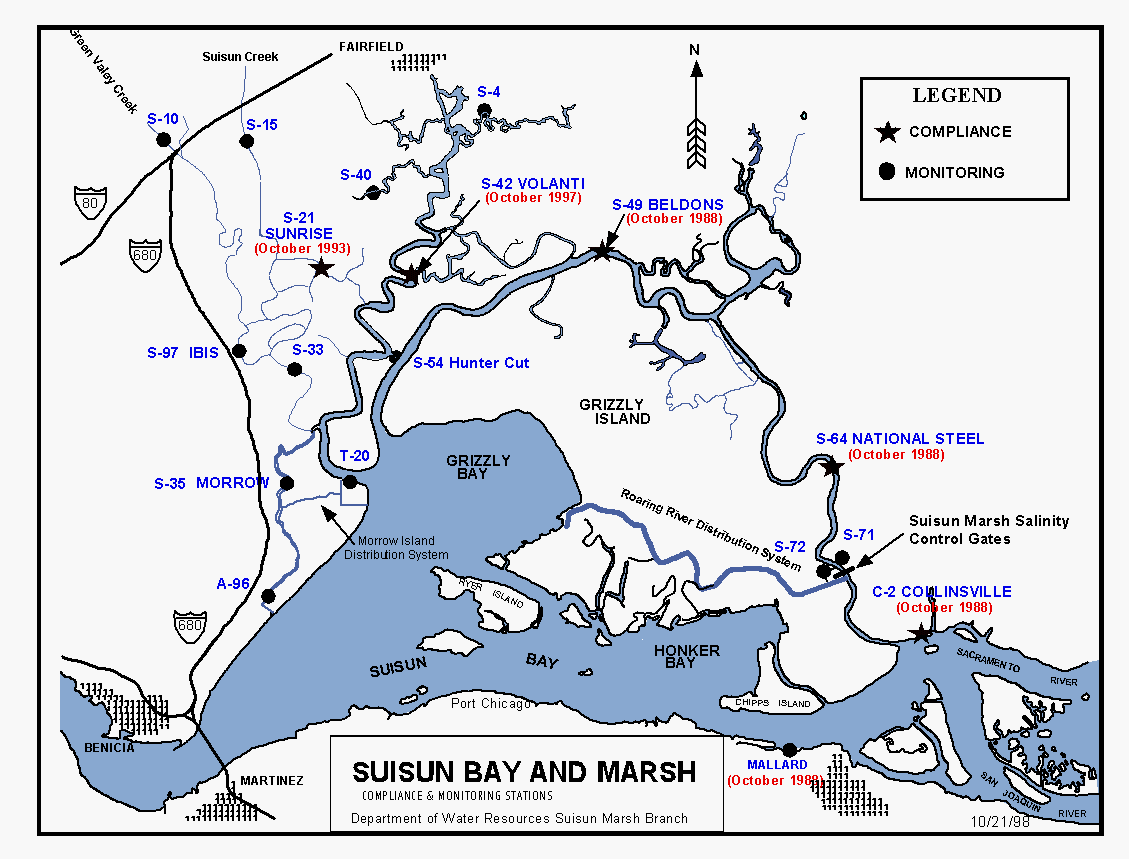 Green Valey Creek
Suisun Creek
FAIRFIELD
N
S-4
S-10
S-15
S-40
LEGEND
COMPLIANCE
MONITORING
80
680
S-42 VOLANTI
(October 1997)
S-49 BELDONS
(October 1988)
S-21
SUNRISE
(October 1993)
S-97 IBIS
S-33
S-54 Hunter Cut
GRIZZLY
ISLAND
S-64 NATIONAL STEEL
(October 1988)
T-20
GRIZZLY
BAY
S-35 MORROW
Morrow Island
Distribution System
Roaring River Distribution System
S-72
S-71
Suisun Marsh Salinity
Control Gates
A-96
680
RYER ISLAND
C-2 COLLINSVILLE
(October 1988)
SUISUN BAY
HONKER
BAY
SACRAMENTO
RIVER
CHIPPS ISLAND
Port Chicago
BENICIA
MARTINEZ
MALLARD
(October 1988)
SAN JOAQUIN
RIVER
SUISUN BAY AND MARSH
COMPLIANCE & MONITORING STATIONS
Department of Water Resources Suisun Marsh Branch
10/21/98